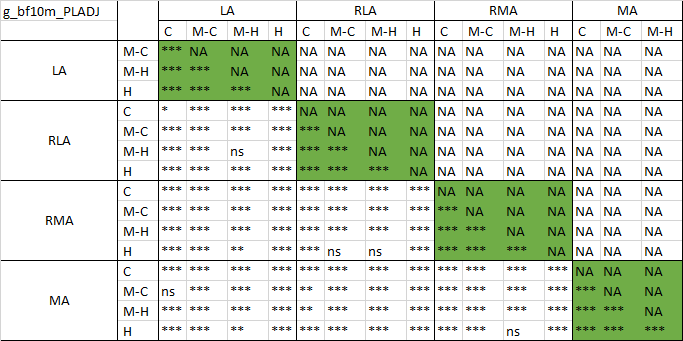 g_bf10m_PLADJ LA RLA RMA MA
C M-C M-H H C M-C M-H H C M-C M-H H C M-C M-H
LA M-C *** NA NA NA NA NA NA NA NA NA NA NA NA NA NA
M-H *** *** NA NA NA NA NA NA NA NA NA NA NA NA NA
H *** *** *** NA NA NA NA NA NA NA NA NA NA NA NA
RLA C * *** *** *** NA NA NA NA NA NA NA NA NA NA NA
M-C *** *** *** *** *** NA NA NA NA NA NA NA NA NA NA
M-H *** *** ns *** *** *** NA NA NA NA NA NA NA NA NA
H *** *** *** *** *** *** *** NA NA NA NA NA NA NA NA
RMA C *** *** *** *** *** *** *** *** NA NA NA NA NA NA NA
M-C *** *** *** *** *** *** *** *** *** NA NA NA NA NA NA
M-H *** *** *** *** *** *** *** *** *** *** NA NA NA NA NA
H *** *** ** *** *** ns ns *** *** *** *** NA NA NA NA
MA C *** *** *** *** *** *** *** *** *** *** *** *** NA NA NA
M-C ns *** *** *** ** *** *** *** *** *** *** *** *** NA NA
M-H *** *** *** *** ** *** *** *** *** *** *** *** *** *** NA
H *** *** ** *** *** *** *** *** *** *** ns *** *** *** ***